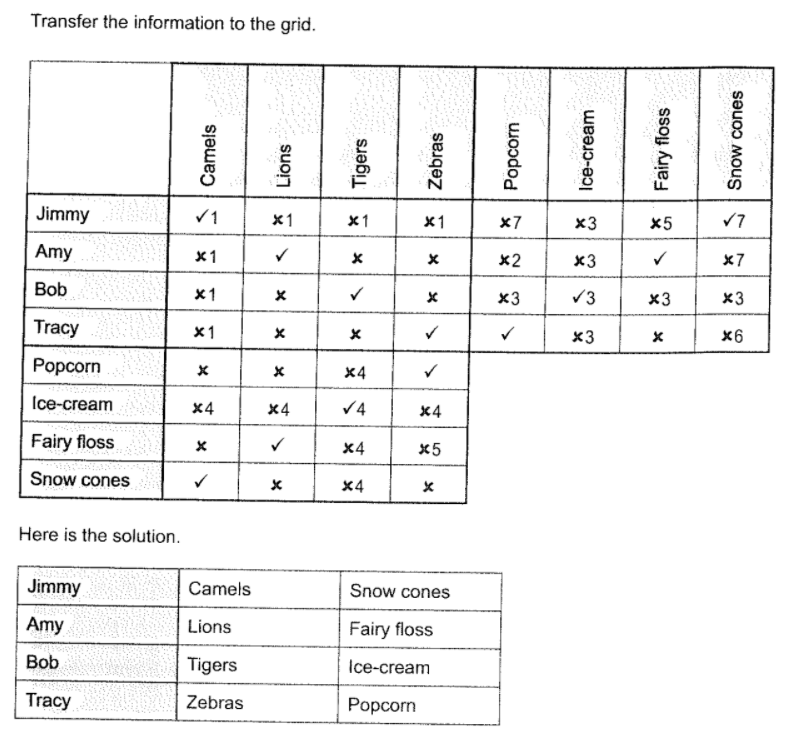 Transfer the information to the grid.
Camels Lions Tigers Zebras Popcorn Ice-cream Fairy floss Snow cones
Jimmy ✓1 ×1 ×1 ×1 ×7 ×3 ×5 ✓7
Amy ×1 ✓ × × ×2 ×3 ✓ ×7
Bob ×1 × ✓ × ×3 ✓3 ×3 ×3
Tracy ×1 × × ✓ ✓ ×3 × ×6
Popcorn × × ×4 ✓
Ice-cream ×4 ×4 ✓4 ×4
Fairy floss × ✓ ×4 ×5
Snow cones ✓ × ×4 ×
Here is the solution.
Jimmy Camels Snow cones
Amy Lions Fairy floss
Bob Tigers Ice-cream
Tracy Zebras Popcorn